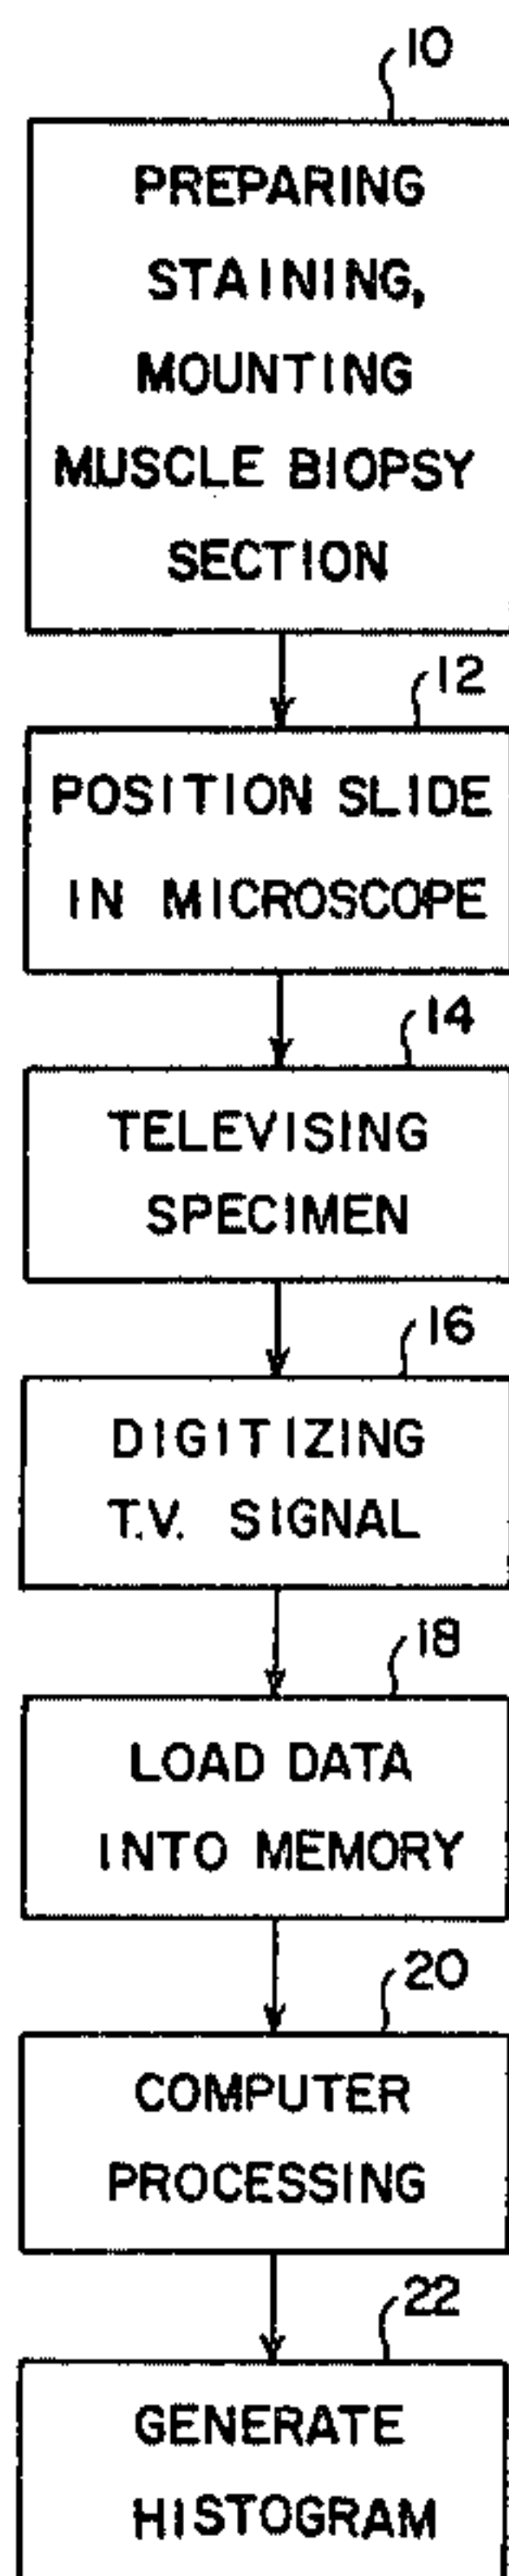 10
PREPARING
STAINING,
MOUNTING
MUSCLE BIOPSY
SECTION
12
POSITION SLIDE
IN MICROSCOPE
14
TELEVISING
SPECIMEN
16
DIGITIZING
T.V. SIGNAL
18
LOAD DATA
INTO MEMORY
20
COMPUTER
PROCESSING
22
GENERATE
HISTOGRAM